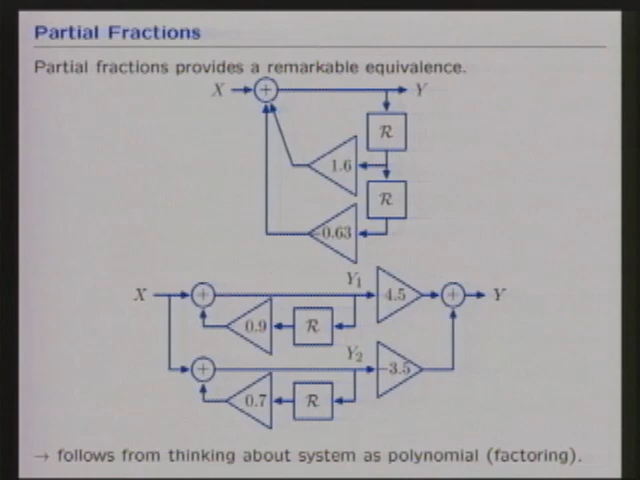 Partial Fractions
Partial fractions provides a remarkable equivalence.
X + Y
R
1.6
R
−0.63
X + Y₁ 4.5 + Y
0.9 R
+ Y₂ −3.5
0.7 R
→ follows from thinking about system as polynomial (factoring).